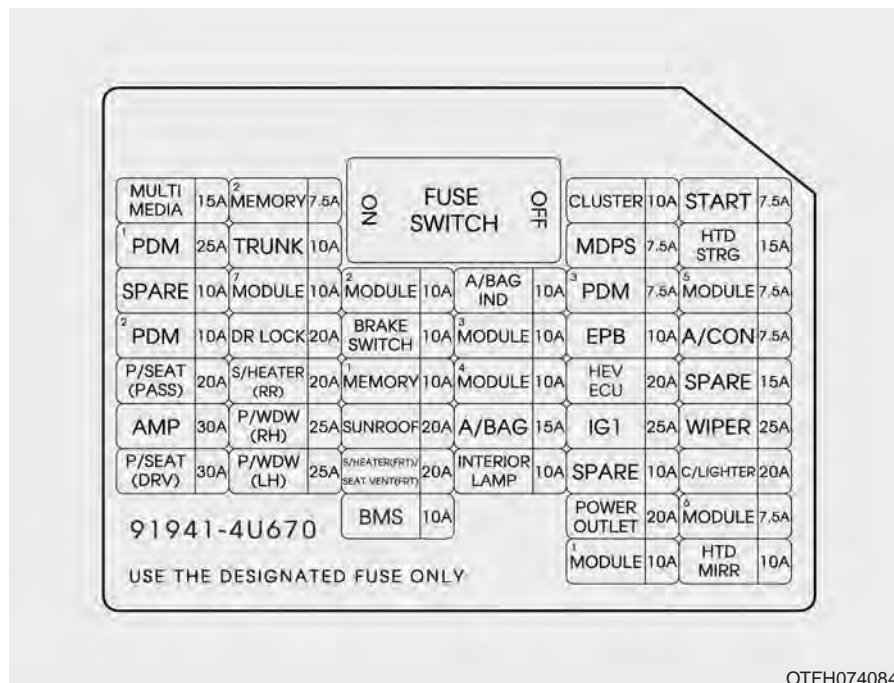 MULTI MEDIA 15A 2 MEMORY 7.5A ON FUSE SWITCH OFF CLUSTER 10A START 7.5A
1 PDM 25A TRUNK 10A MDPS 7.5A HTD STRG 15A
SPARE 10A 7 MODULE 10A 2 MODULE 10A A/BAG IND 10A 3 PDM 7.5A 5 MODULE 7.5A
2 PDM 10A DR LOCK 20A BRAKE SWITCH 10A 3 MODULE 10A EPB 10A A/CON 7.5A
P/SEAT (PASS) 20A S/HEATER (RR) 20A 1 MEMORY 10A 4 MODULE 10A HEV ECU 20A SPARE 15A
AMP 30A P/WDW (RH) 25A SUNROOF 20A A/BAG 15A IG1 25A WIPER 25A
P/SEAT (DRV) 30A P/WDW (LH) 25A S/HEATER(FRT)/ SEAT VENT(FRT) 20A INTERIOR LAMP 10A SPARE 10A C/LIGHTER 20A
BMS 10A POWER OUTLET 20A 6 MODULE 7.5A
91941-4U670
1 MODULE 10A HTD MIRR 10A
USE THE DESIGNATED FUSE ONLY
OTFH074084